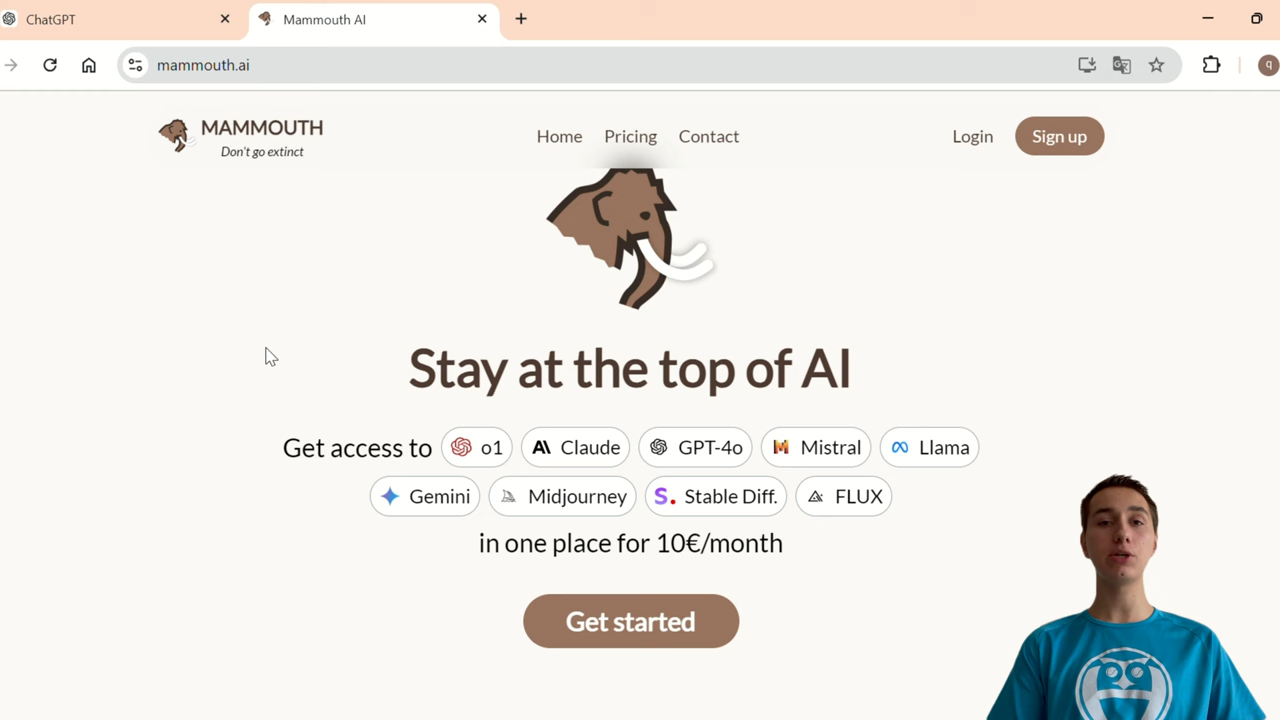 ChatGPT
Mammouth AI
mammouth.ai
q
MAMMOUTH
Don't go extinct
Home Pricing Contact
Login Sign up
Stay at the top of AI
Get access to o1 Claude GPT-4o Mistral Llama
Gemini Midjourney S. Stable Diff. FLUX
in one place for 10€/month
Get started